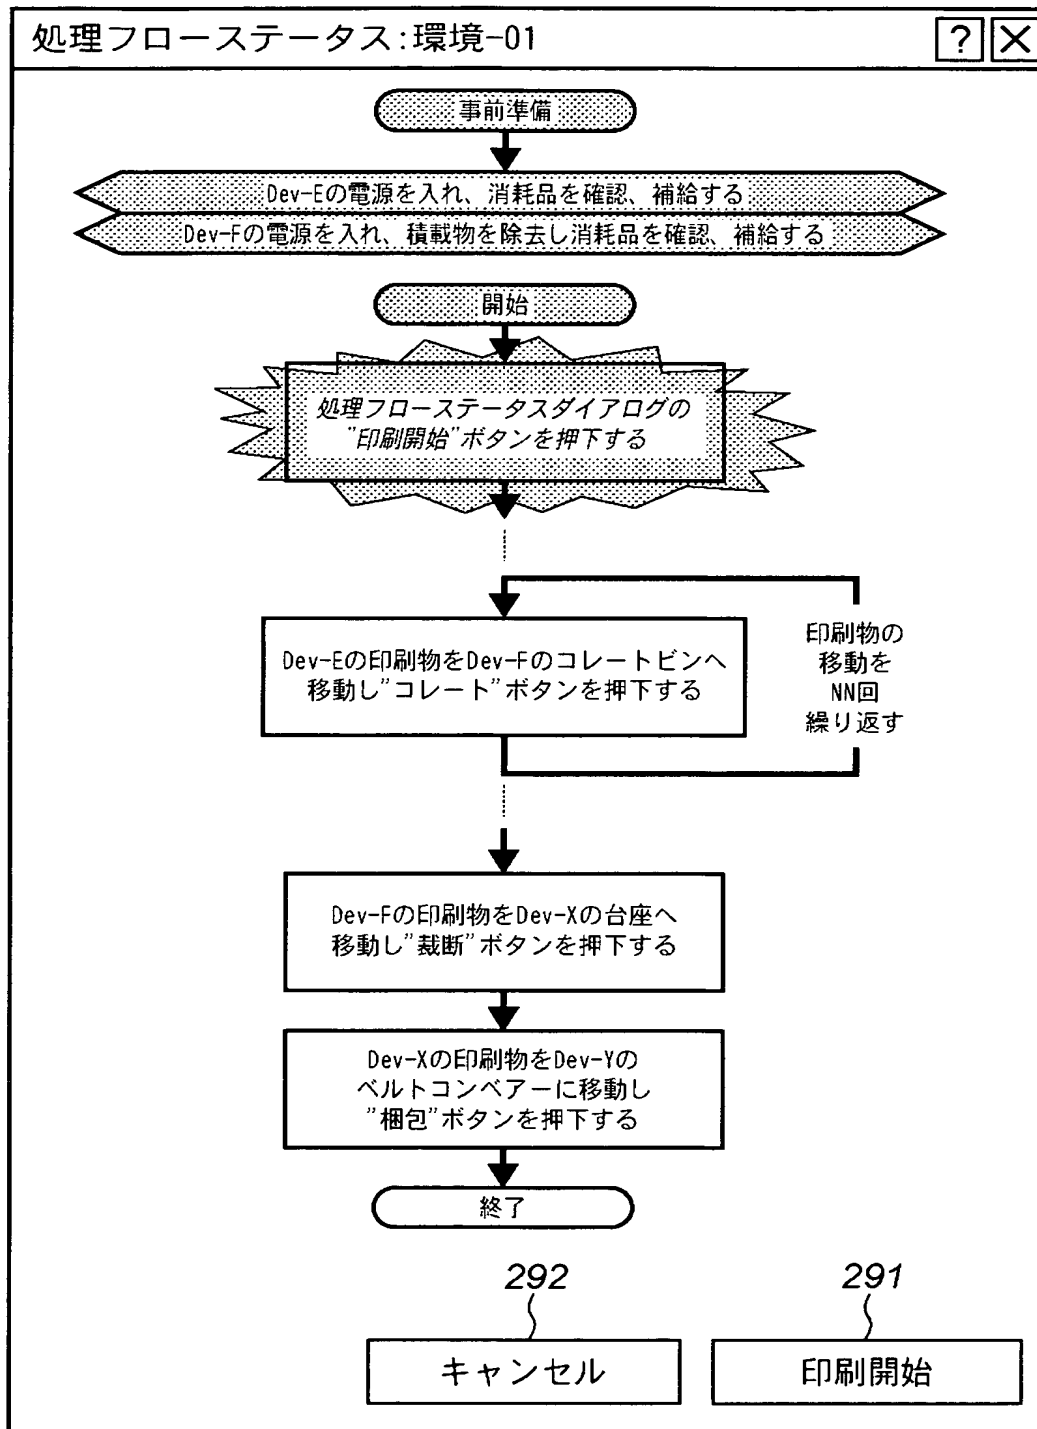 処理フローステータス:環境-01
?
事前準備
Dev-Eの電源を入れ、消耗品を確認、補給する
Dev-Fの電源を入れ、積載物を除去し消耗品を確認、補給する
開始
処理フローステータスダイアログの
”印刷開始”ボタンを押下する
Dev-Eの印刷物をDev-Fのコレートビンへ
移動し”コレート”ボタンを押下する
印刷物の
移動を
NN回
繰り返す
Dev-Fの印刷物をDev-Xの台座へ
移動し”裁断”ボタンを押下する
Dev-Xの印刷物をDev-Yの
ベルトコンベアーに移動し
”梱包”ボタンを押下する
終了
292
291
キャンセル
印刷開始